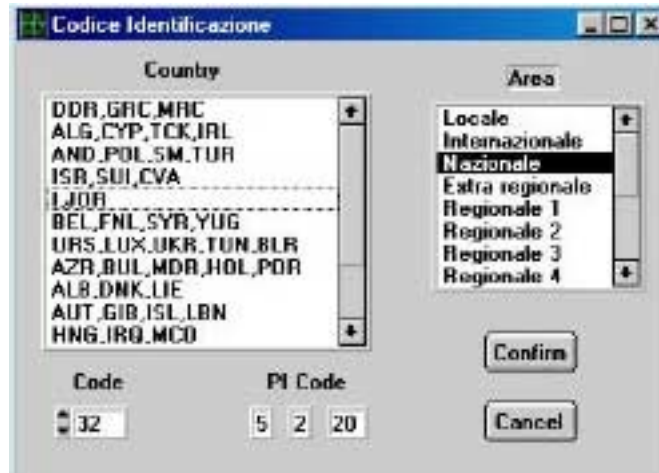 Codice Identificazione
Country
Area
DDR,GRC,MRC
ALG,CYP,TCK,IRL
AND,POL,SM,TUR
ISR,SUI,CVA
I,JOR
BEL,FNL,SYR,YUG
URS,LUX,UKR,TUN,BLR
AZR,BUL,MDR,HOL,POR
ALB,DNK,LIE
AUT,GIB,ISL,LBN
HNG,IRQ,MCO
Locale
Internazionale
Nazionale
Extra regionale
Regionale 1
Regionale 2
Regionale 3
Regionale 4
Confirm
Code
PI Code
32
5 2 20
Cancel